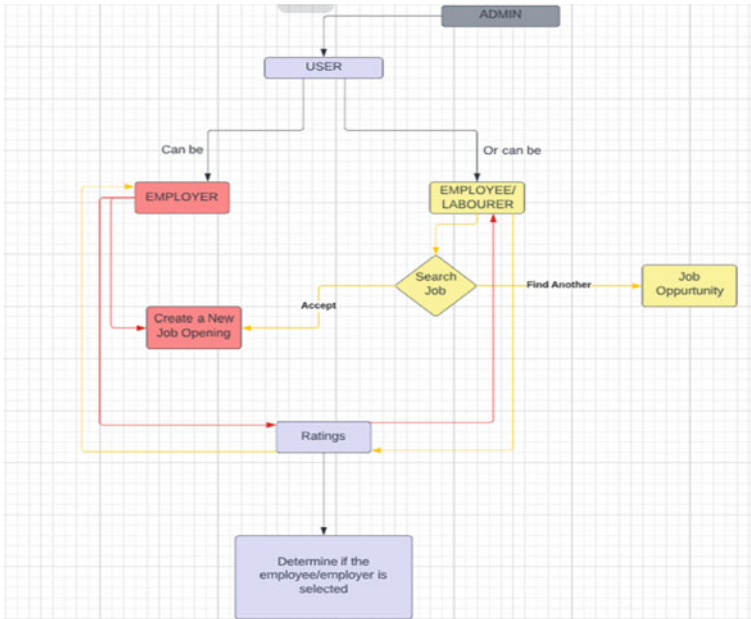 ADMIN
USER
Can be
Or can be
EMPLOYER
EMPLOYEE/
LABOURER
Search
Job
Find Another
Job
Oppurtunity
Accept
Create a New
Job Opening
Ratings
Determine if the
employee/employer is
selected